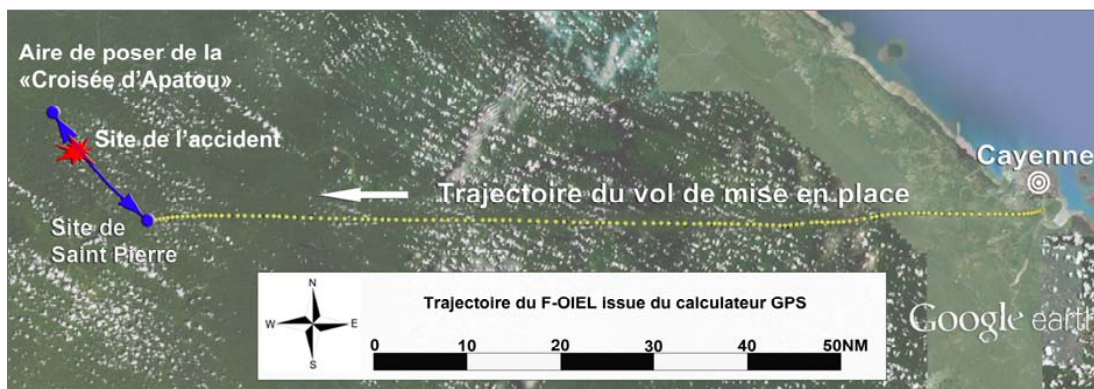 Aire de poser de la
«Croisée d'Apatou»
Site de l'accident
Cayenne
Trajectoire du vol de mise en place
Site de
Saint Pierre
Trajectoire du F-OIEL issue du calculateur GPS
N
W E
S
0 10 20 30 40 50NM
Google earth